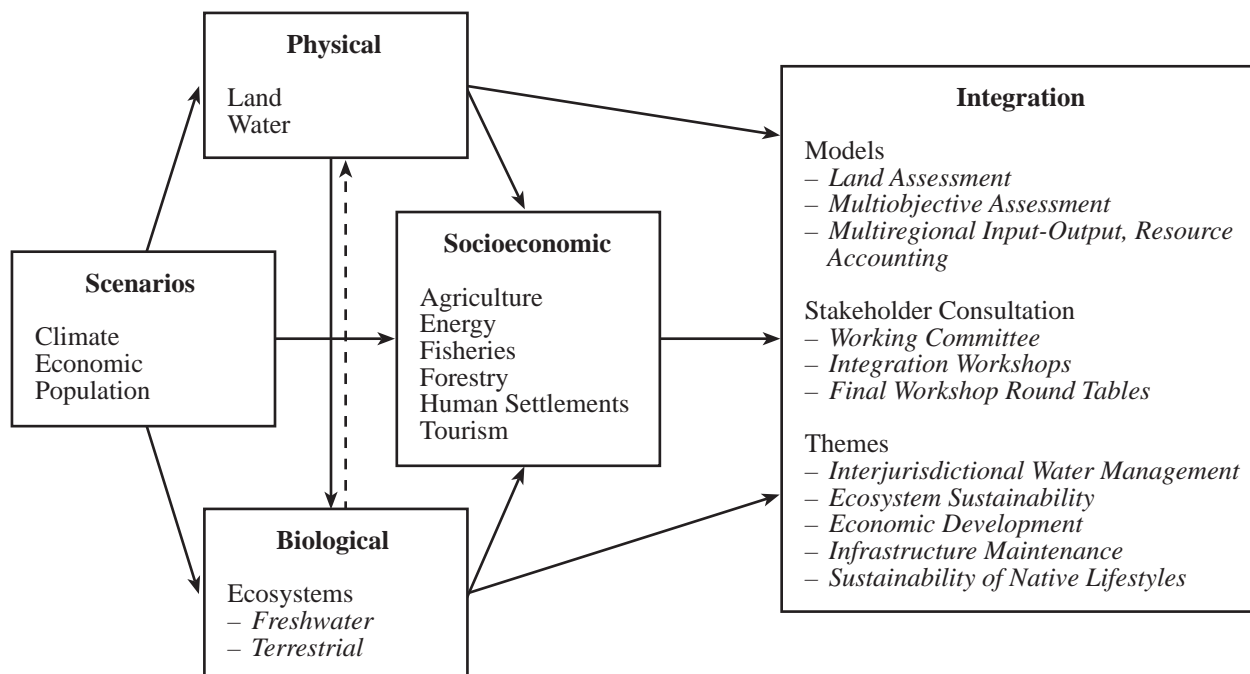 Physical
Land
Water
Scenarios
Climate
Economic
Population
Socioeconomic
Agriculture
Energy
Fisheries
Forestry
Human Settlements
Tourism
Biological
Ecosystems
– Freshwater
– Terrestrial
Integration
Models
– Land Assessment
– Multiobjective Assessment
– Multiregional Input-Output, Resource
Accounting
Stakeholder Consultation
– Working Committee
– Integration Workshops
– Final Workshop Round Tables
Themes
– Interjurisdictional Water Management
– Ecosystem Sustainability
– Economic Development
– Infrastructure Maintenance
– Sustainability of Native Lifestyles